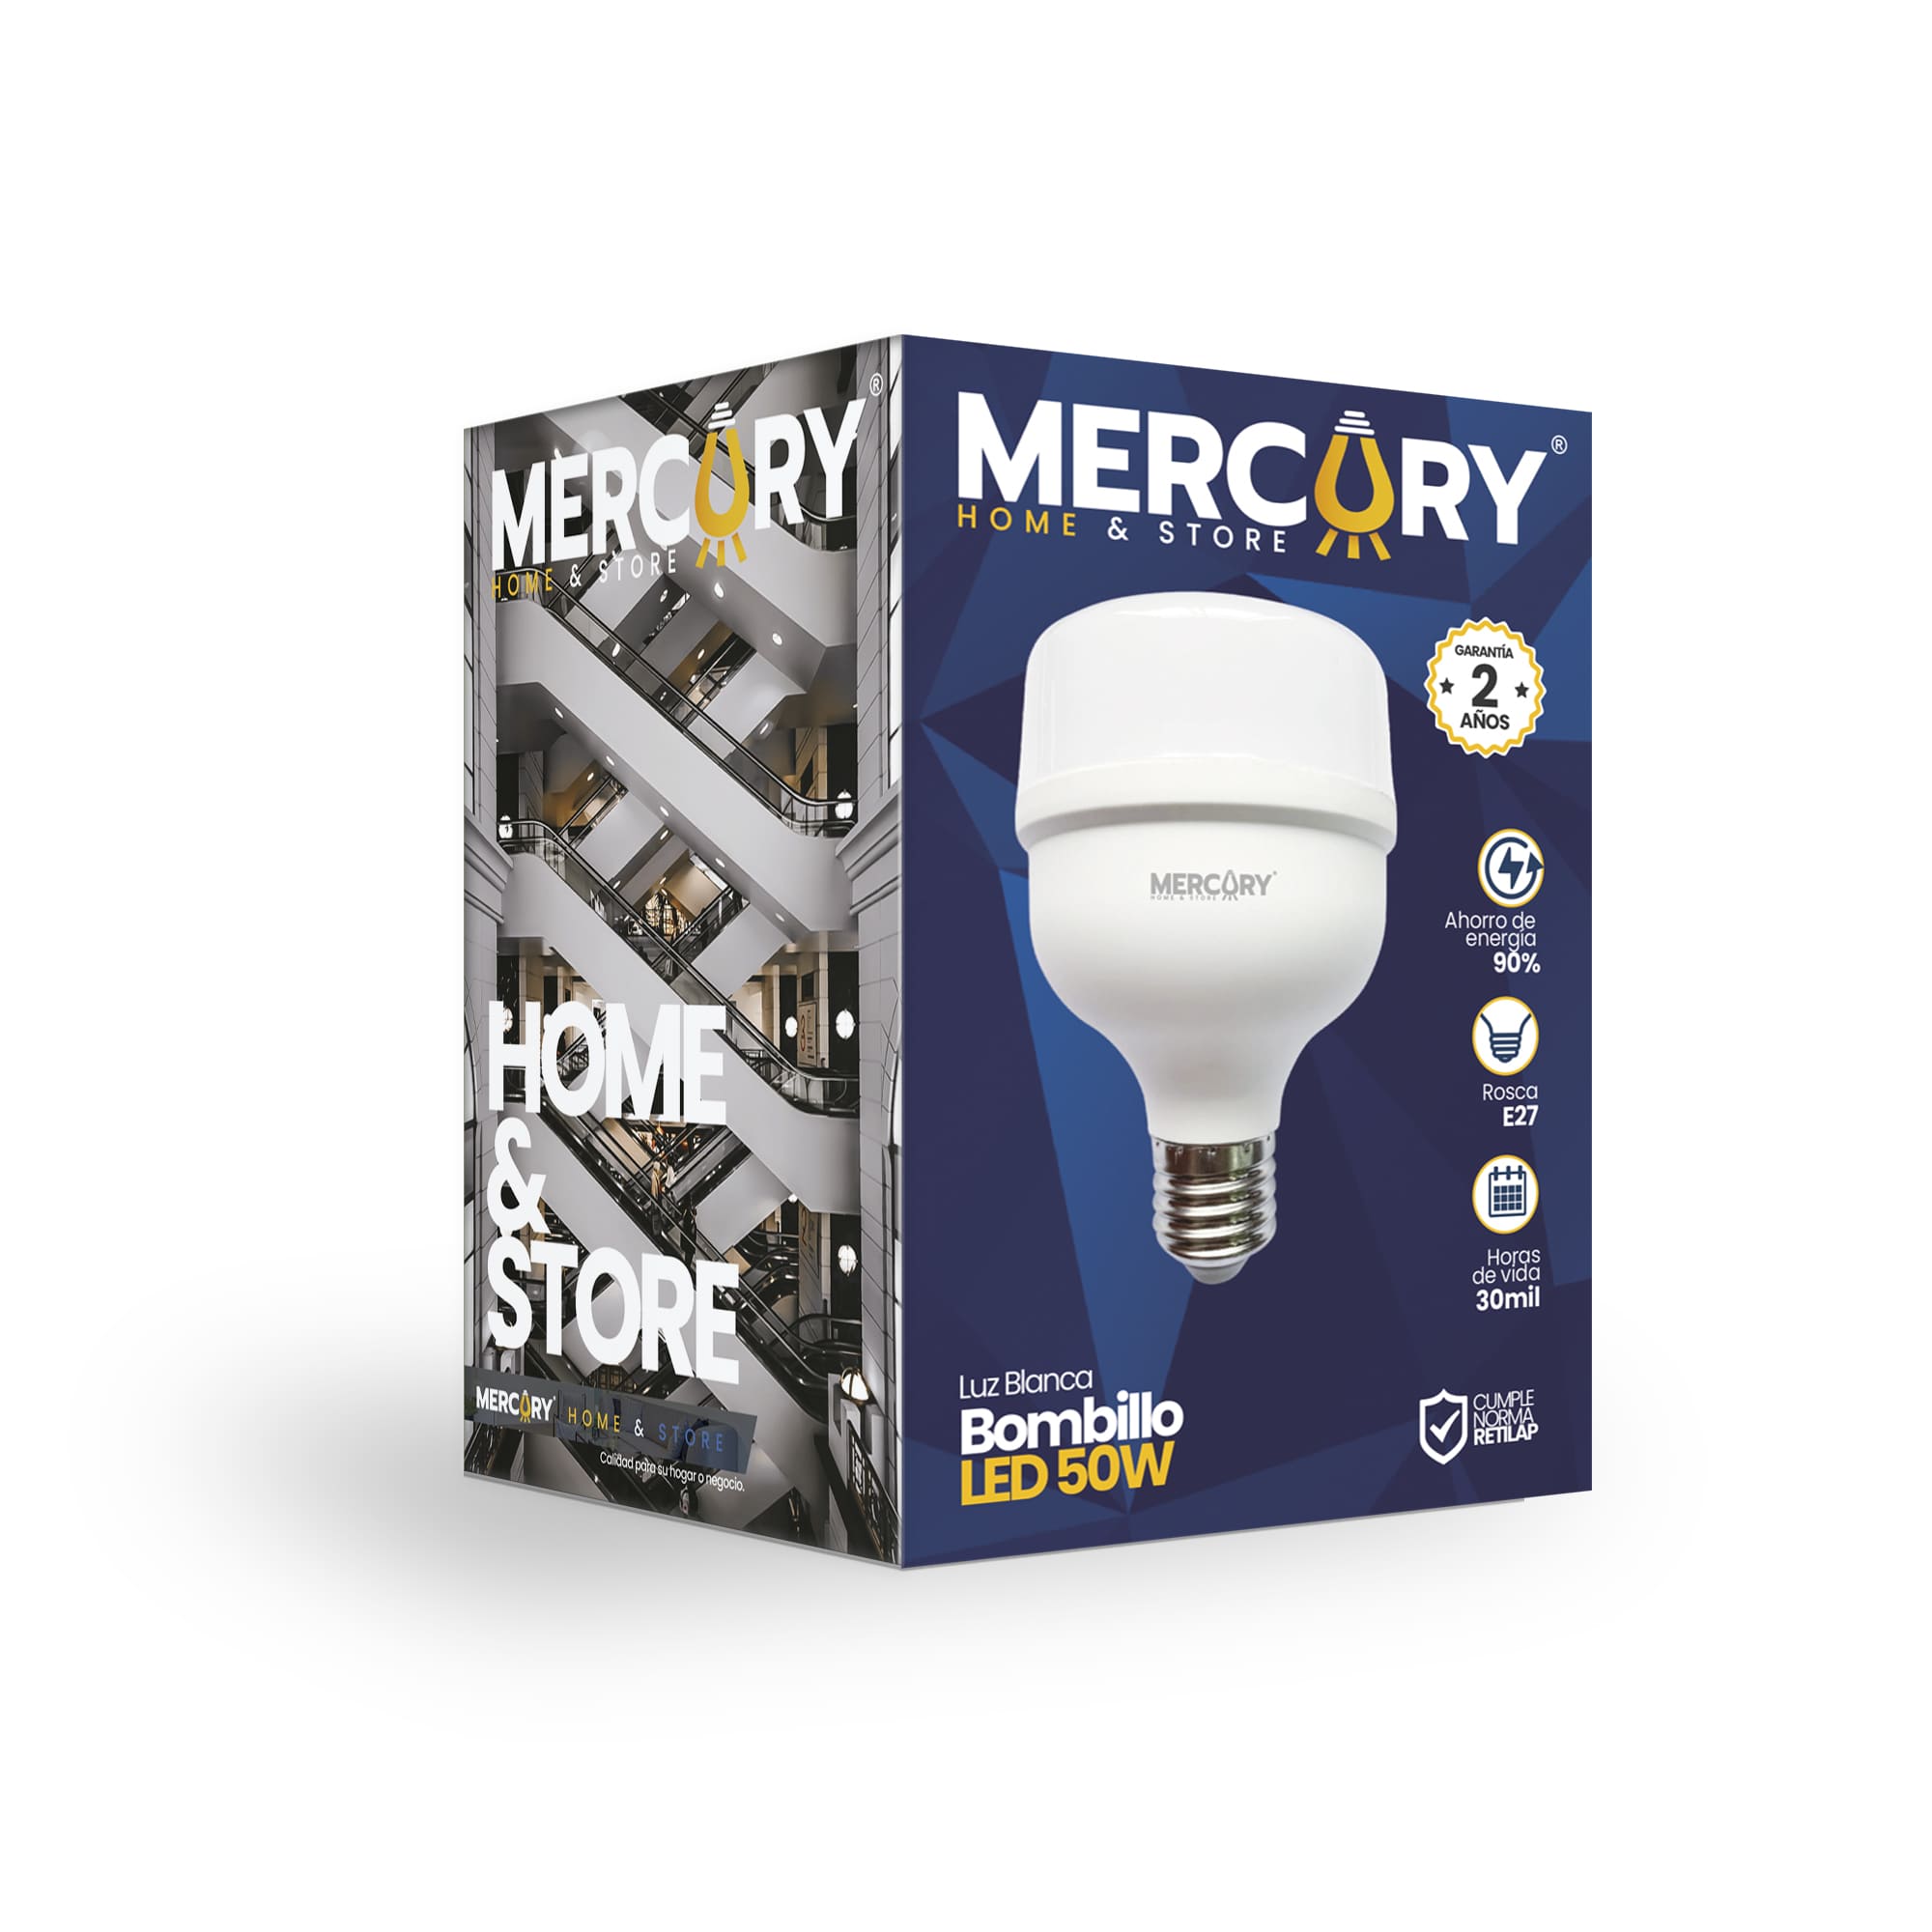 MERCURY®
HOME & STORE
HOME
&
STORE
MERCURY® HOME & STORE
Calidad para su hogar o negocio.
MERCURY®
HOME & STORE
GARANTÍA
2
AÑOS
MERCURY®
HOME & STORE
Ahorro de
energía
90%
Rosca
E27
Horas
de vida
30mil
Luz Blanca
Bombillo
LED 50W
CUMPLE
NORMA
RETILAP